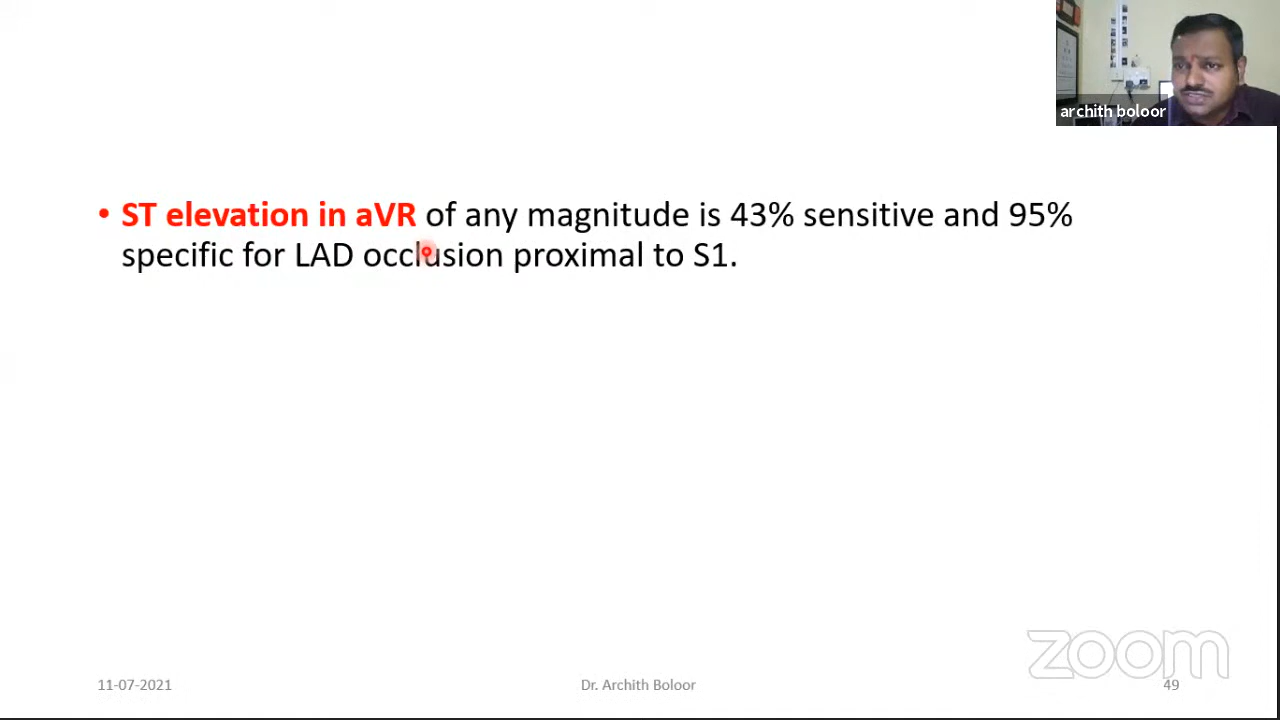 archith boloor
• ST elevation in aVR of any magnitude is 43% sensitive and 95%
specific for LAD occlusion proximal to S1.
zoom
11-07-2021
Dr. Archith Boloor
49